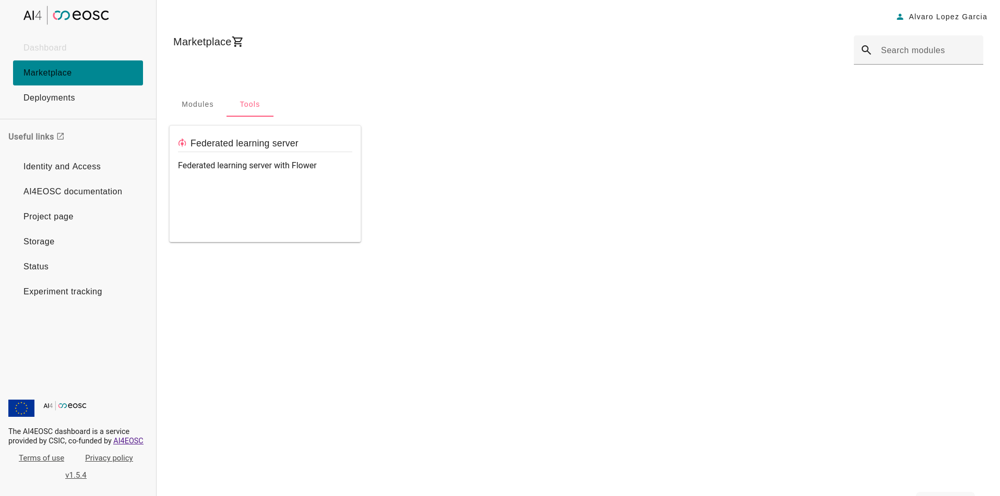 AI4 eosc
Dashboard
Marketplace
Deployments
Useful links
Identity and Access
AI4EOSC documentation
Project page
Storage
Status
Experiment tracking
AI4 eosc
The AI4EOSC dashboard is a service
provided by CSIC, co-funded by AI4EOSC
Terms of use Privacy policy
v1.5.4
Alvaro Lopez Garcia
Marketplace
Search modules
Modules Tools
Federated learning server
Federated learning server with Flower